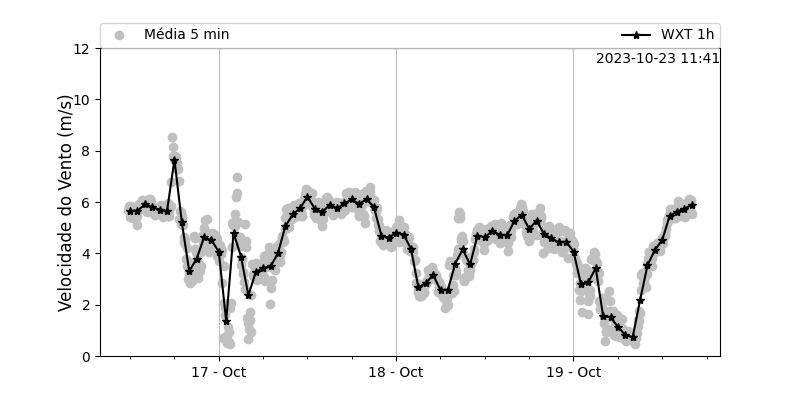 Média 5 min
WXT 1h
2023-10-23 11:41
Velocidade do Vento (m/s)
12
10
8
6
4
2
0
17 - Oct
18 - Oct
19 - Oct